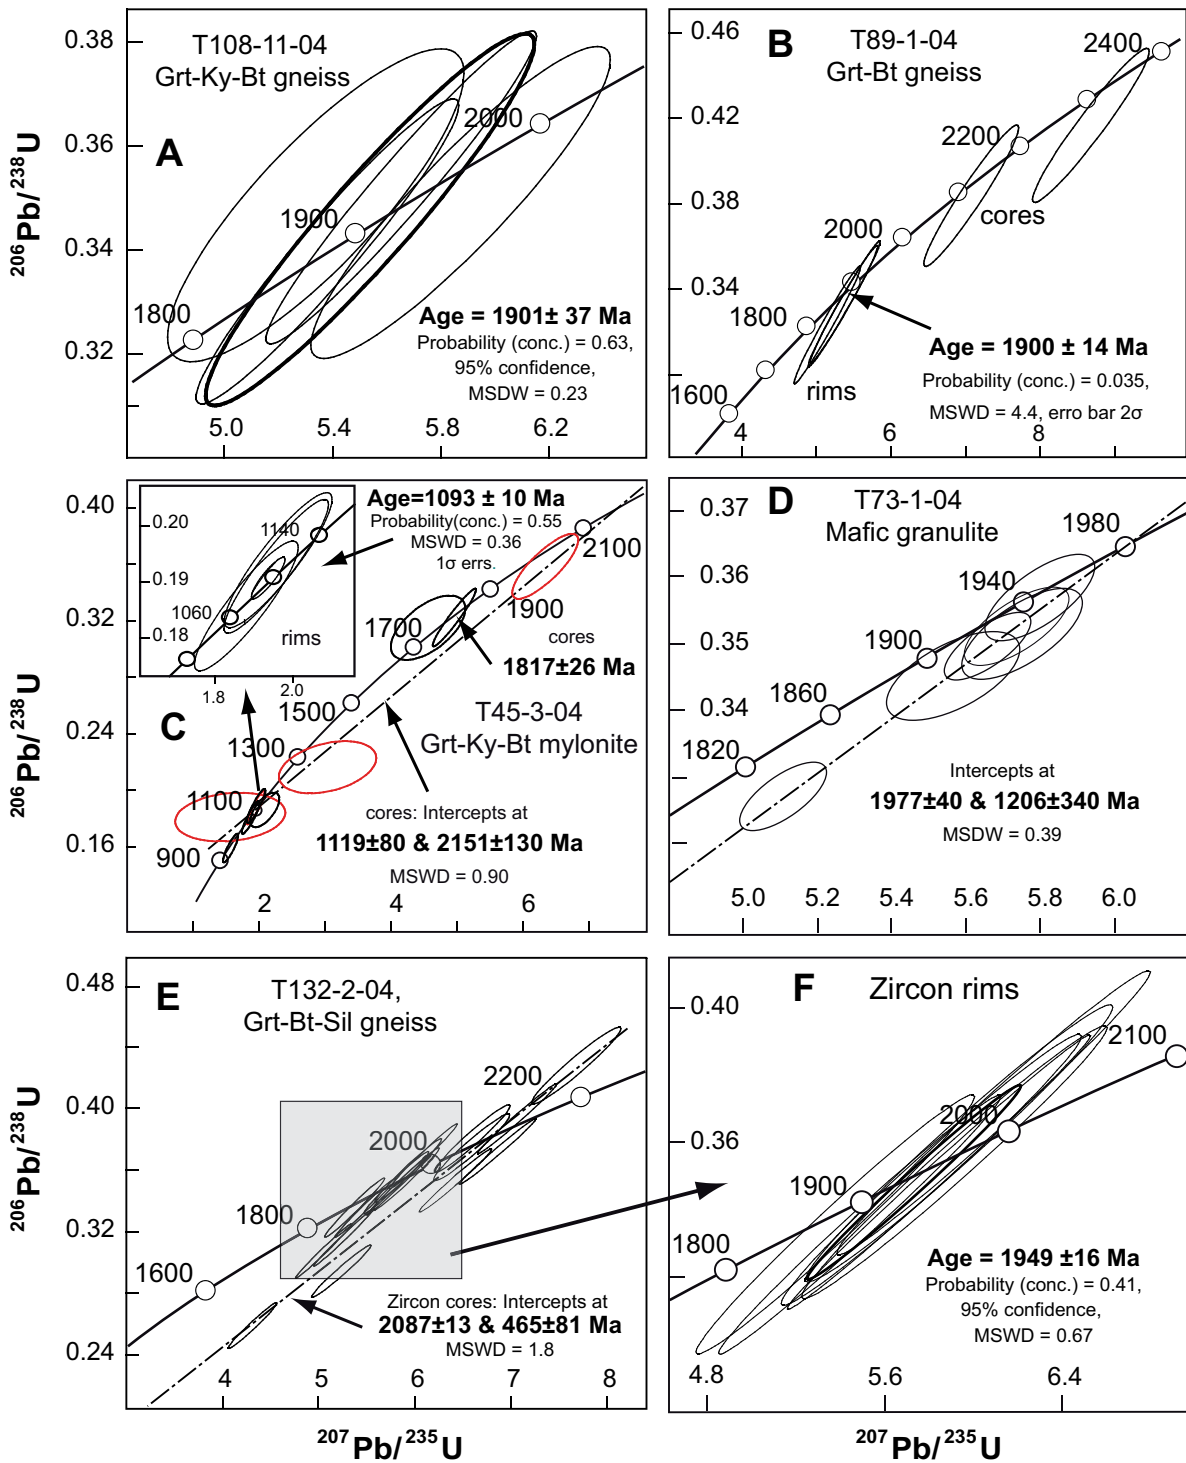 A
T108-11-04
Grt-Ky-Bt gneiss
0.38
0.36
0.34
0.32
2000
1900
1800
Age = 1901± 37 Ma
Probability (conc.) = 0.63,
95% confidence,
MSDW = 0.23
5.0 5.4 5.8 6.2
206Pb/238U
B
T89-1-04
Grt-Bt gneiss
0.46
0.42
0.38
0.34
2400
2200
cores
2000
1800
1600
rims
Age = 1900 ± 14 Ma
Probability (conc.) = 0.035,
MSWD = 4.4, erro bar 2σ
4 6 8
C
0.40
0.32
0.24
0.16
0.20
0.19
0.18
1140
1060
rims
1.8 2.0
Age=1093 ± 10 Ma
Probability(conc.) = 0.55
MSWD = 0.36
1σ errs.
2100
1900
1700
cores
1817±26 Ma
1500
1300
1100
900
T45-3-04
Grt-Ky-Bt mylonite
cores: Intercepts at
1119±80 & 2151±130 Ma
MSWD = 0.90
2 4 6
206Pb/238U
D
T73-1-04
Mafic granulite
0.37
0.36
0.35
0.34
1980
1940
1900
1860
1820
Intercepts at
1977±40 & 1206±340 Ma
MSDW = 0.39
5.0 5.2 5.4 5.6 5.8 6.0
E
T132-2-04,
Grt-Bt-Sil gneiss
0.48
0.40
0.32
0.24
2200
2000
1800
1600
Zircon cores: Intercepts at
2087±13 & 465±81 Ma
MSWD = 1.8
4 5 6 7 8
206Pb/238U
207Pb/235U
F
Zircon rims
0.40
0.36
2100
2000
1900
1800
Age = 1949 ±16 Ma
Probability (conc.) = 0.41,
95% confidence,
MSWD = 0.67
4.8 5.6 6.4
207Pb/235U